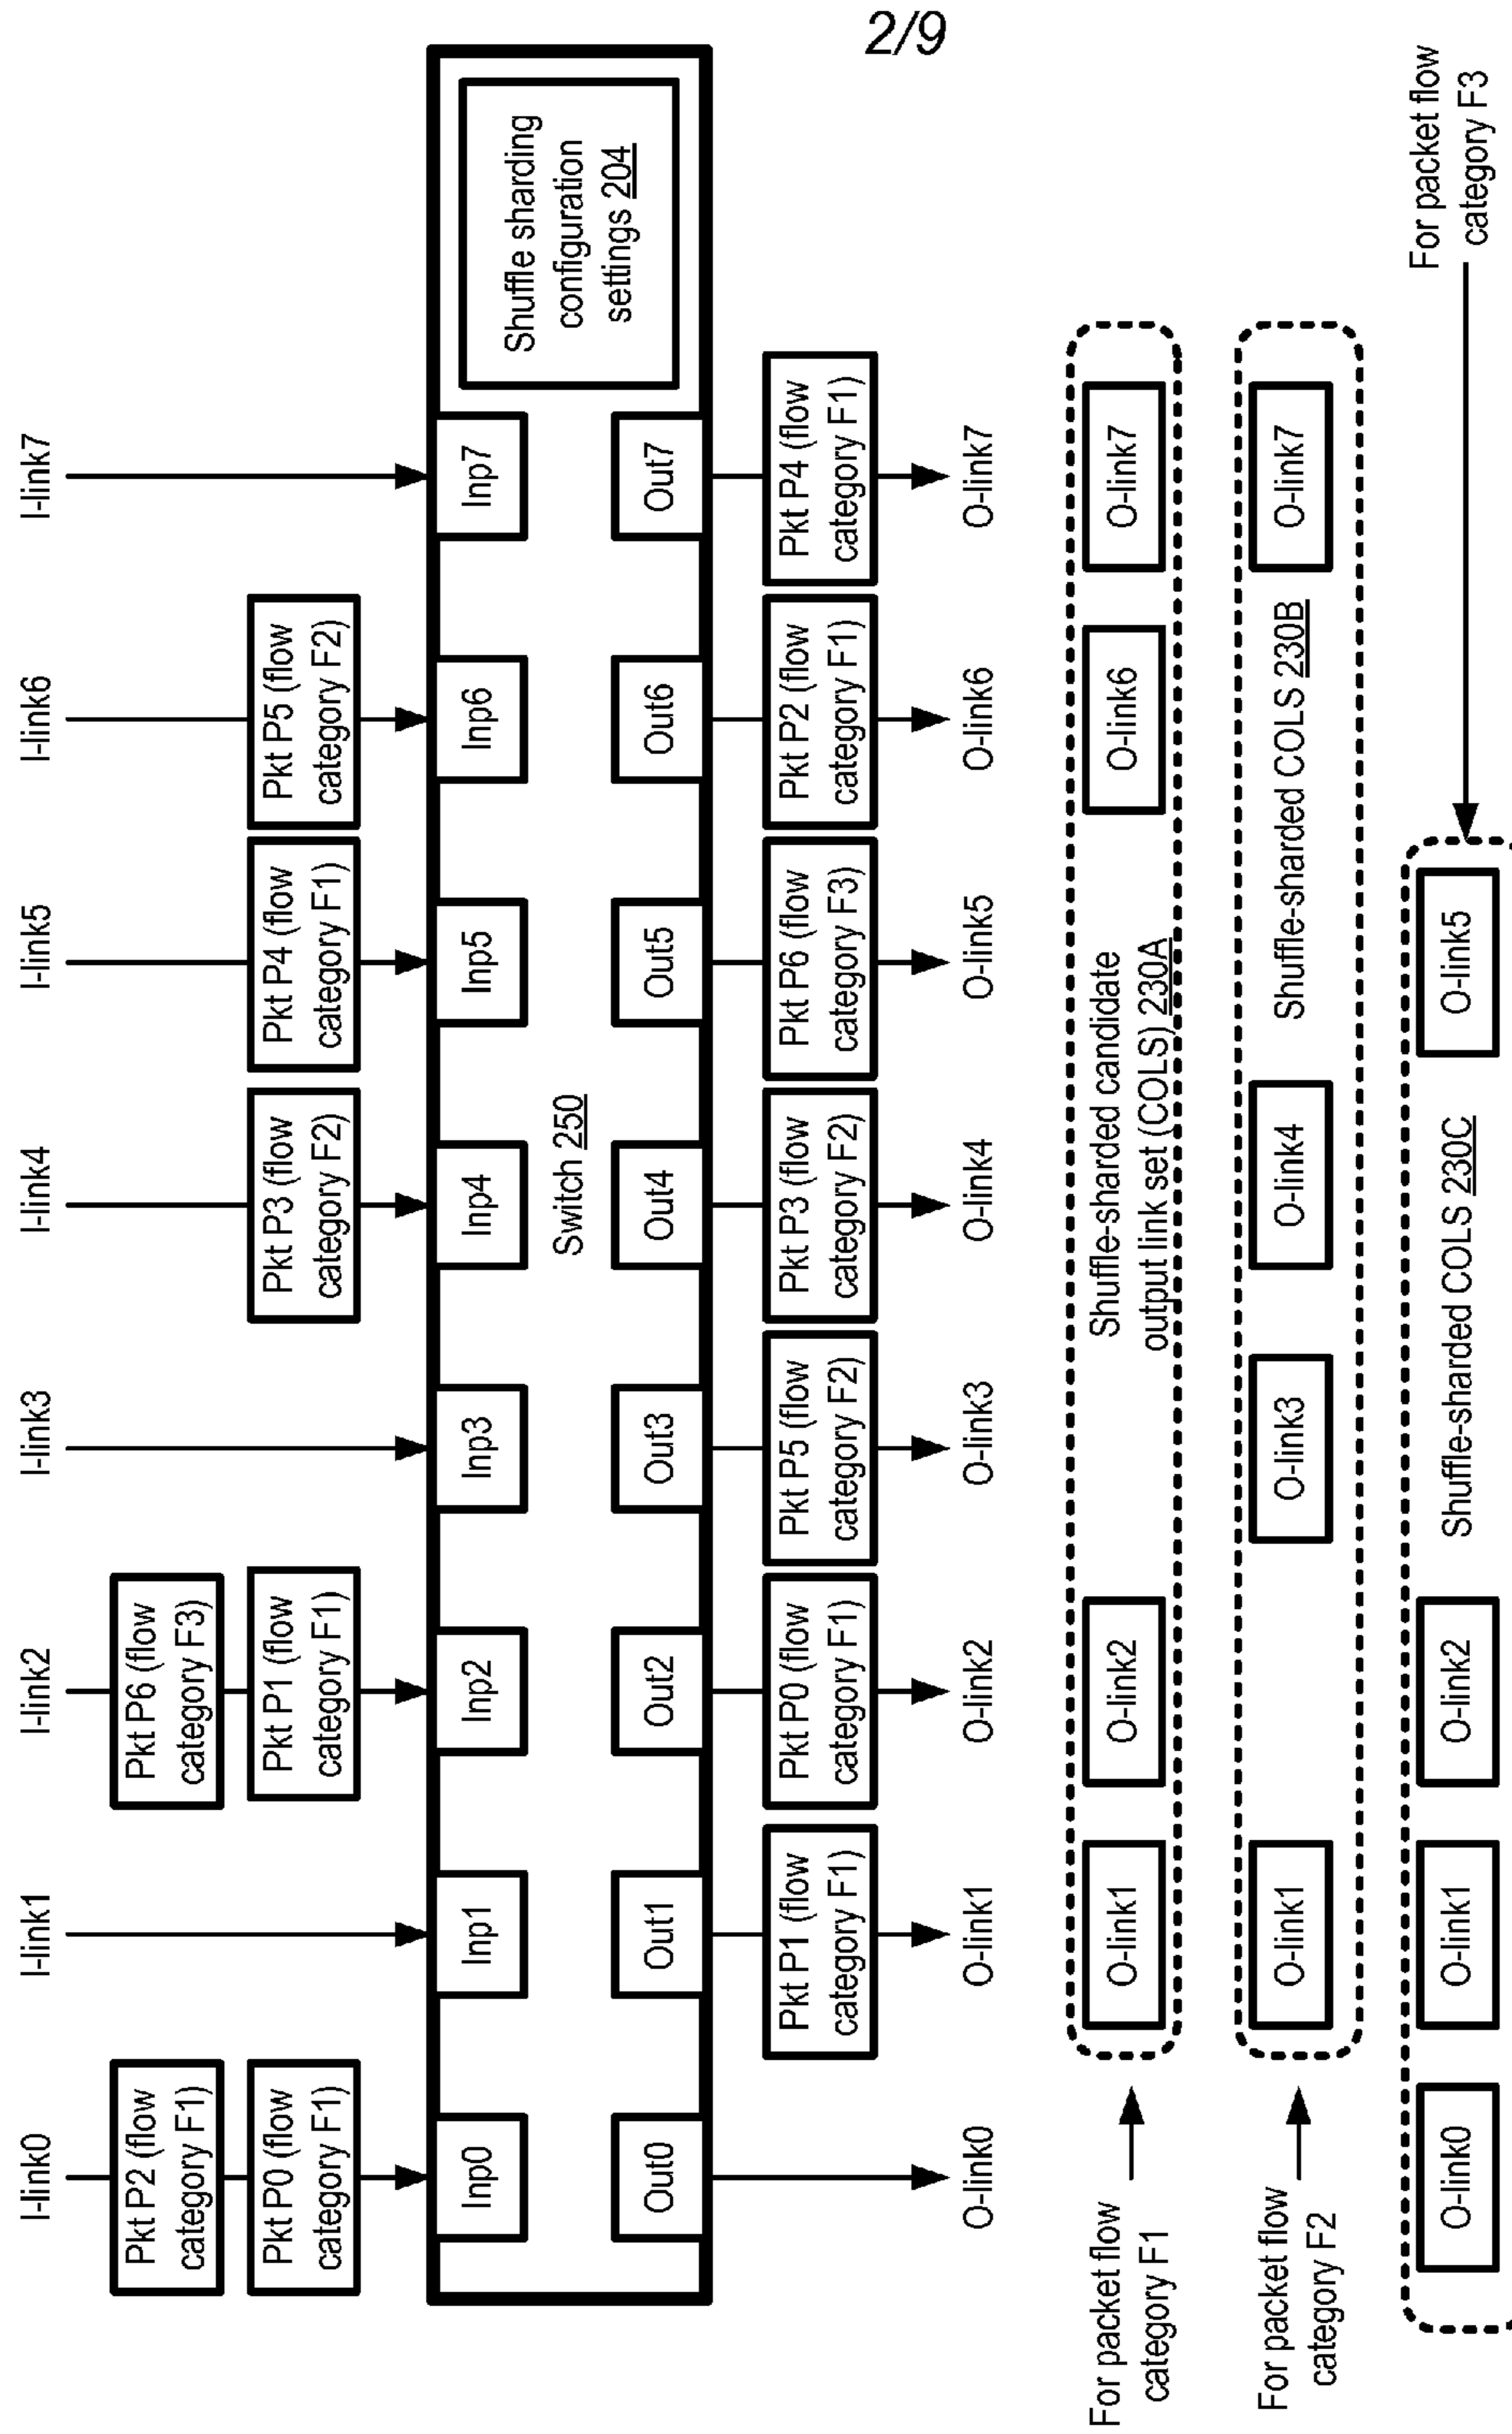 2/9
I-link0
I-link1
I-link2
I-link3
I-link4
I-link5
I-link6
I-link7
Pkt P2 (flow
category F1)
Pkt P6 (flow
category F3)
Pkt P0 (flow
category F1)
Pkt P1 (flow
category F1)
Pkt P3 (flow
category F2)
Pkt P4 (flow
category F1)
Pkt P5 (flow
category F2)
Inp0
Inp1
Inp2
Inp3
Inp4
Inp5
Inp6
Inp7
Shuffle sharding
configuration
settings 204
Switch 250
Out0
Out1
Out2
Out3
Out4
Out5
Out6
Out7
Pkt P1 (flow
category F1)
Pkt P0 (flow
category F1)
Pkt P5 (flow
category F2)
Pkt P3 (flow
category F2)
Pkt P6 (flow
category F3)
Pkt P2 (flow
category F1)
Pkt P4 (flow
category F1)
O-link0
O-link1
O-link2
O-link3
O-link4
O-link5
O-link6
O-link7
For packet flow
category F1
O-link1
O-link2
Shuffle-sharded candidate
output link set (COLS) 230A
O-link6
O-link7
For packet flow
category F2
O-link1
O-link3
O-link4
Shuffle-sharded COLS 230B
O-link7
O-link0
O-link1
O-link2
Shuffle-sharded COLS 230C
O-link5
For packet flow
category F3